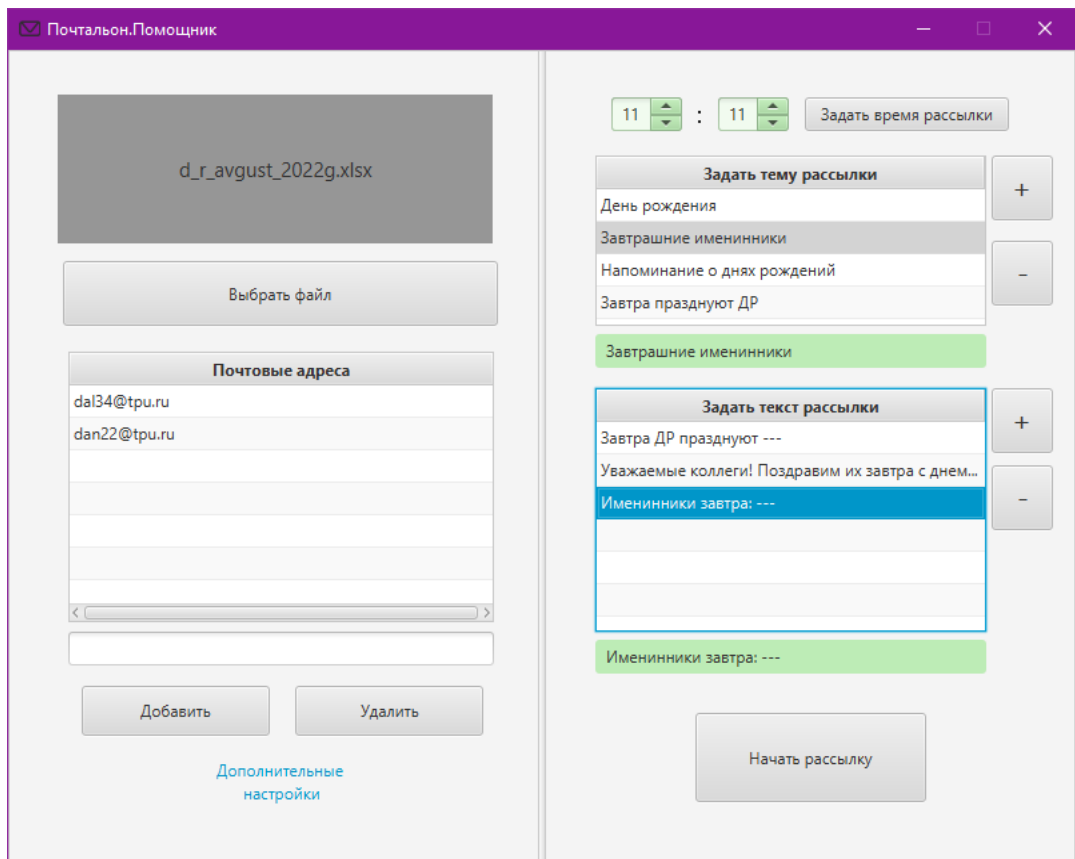 Почтальон.Помощник
d_r_avgust_2022g.xlsx
Выбрать файл
Почтовые адреса
dal34@tpu.ru
dan22@tpu.ru
Добавить
Удалить
Дополнительные
настройки
11 : 11 Задать время рассылки
Задать тему рассылки
+
День рождения
Завтрашние именинники
Напоминание о днях рождений
-
Завтра празднуют ДР
Завтрашние именинники
Задать текст рассылки
+
Завтра ДР празднуют ---
Уважаемые коллеги! Поздравим их завтра с днем...
Именинники завтра: ---
-
Именинники завтра: ---
Начать рассылку